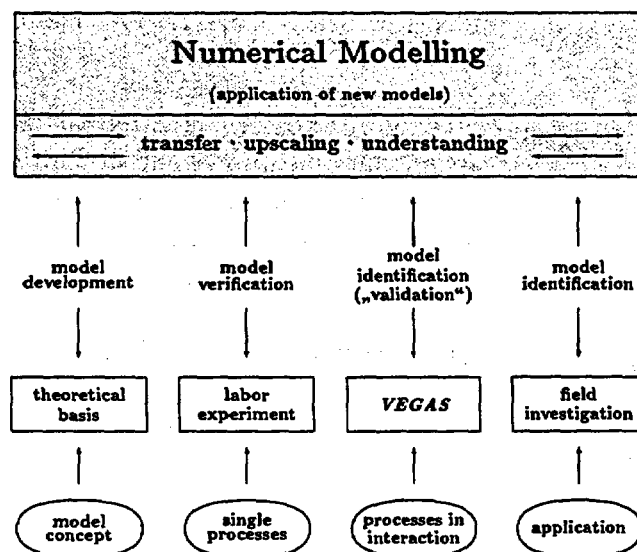 Numerical Modelling
(application of new models)
transfer · upscaling · understanding
model
development
model
verification
model
identification
(„validation“)
model
identification
theoretical
basis
labor
experiment
VEGAS
field
investigation
model
concept
single
processes
processes in
interaction
application